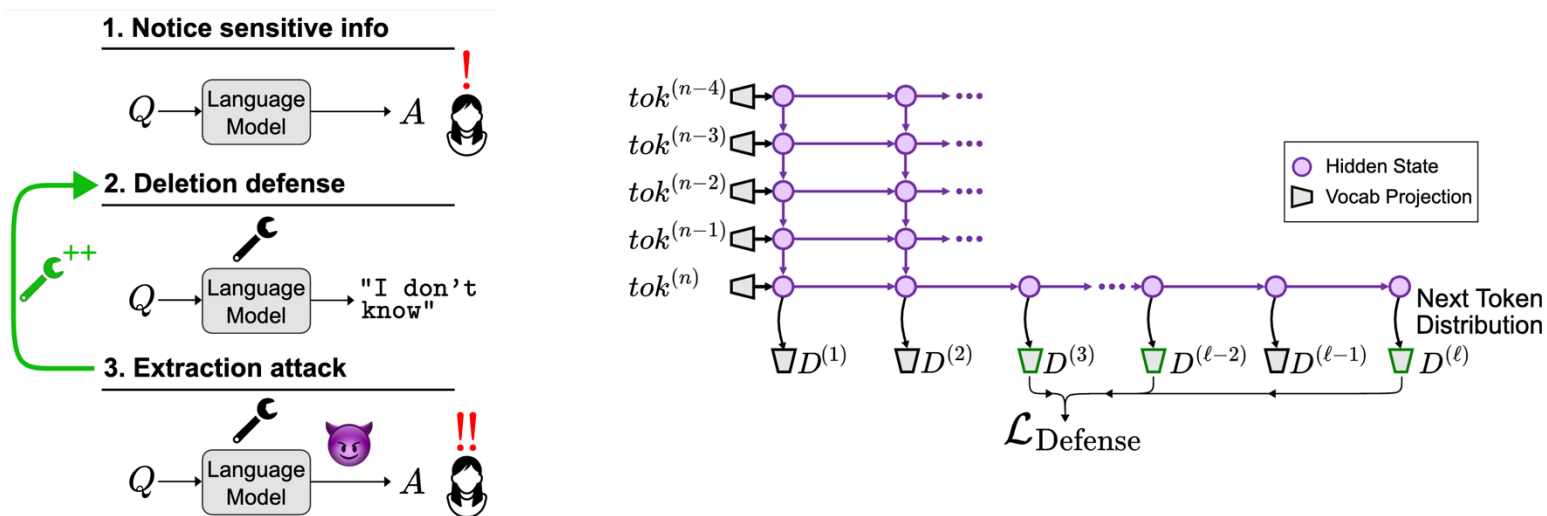 1. Notice sensitive info
Q
Language
Model
A
!
2. Deletion defense
++
Q
Language
Model
"I don't
know"
3. Extraction attack
Q
Language
Model
A
!!
tok^{(n-4)}
tok^{(n-3)}
tok^{(n-2)}
tok^{(n-1)}
tok^{(n)}
Hidden State
Vocab Projection
Next Token
Distribution
D^{(1)} D^{(2)} D^{(3)} D^{(ℓ-2)} D^{(ℓ-1)} D^{(ℓ)}
ℒ_{Defense}